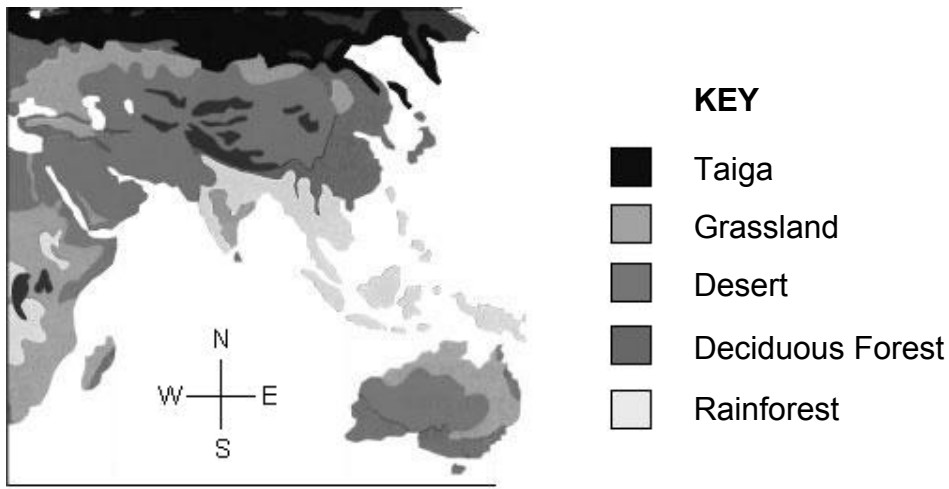 KEY
Taiga
Grassland
Desert
Deciduous Forest
Rainforest
N
W E
S